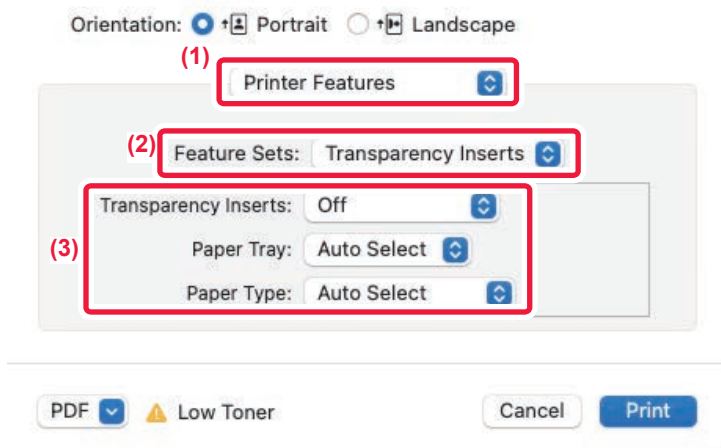 Orientation: Portrait Landscape
(1)
Printer Features
(2)
Feature Sets: Transparency Inserts
(3)
Transparency Inserts: Off
Paper Tray: Auto Select
Paper Type: Auto Select
PDF Low Toner Cancel Print